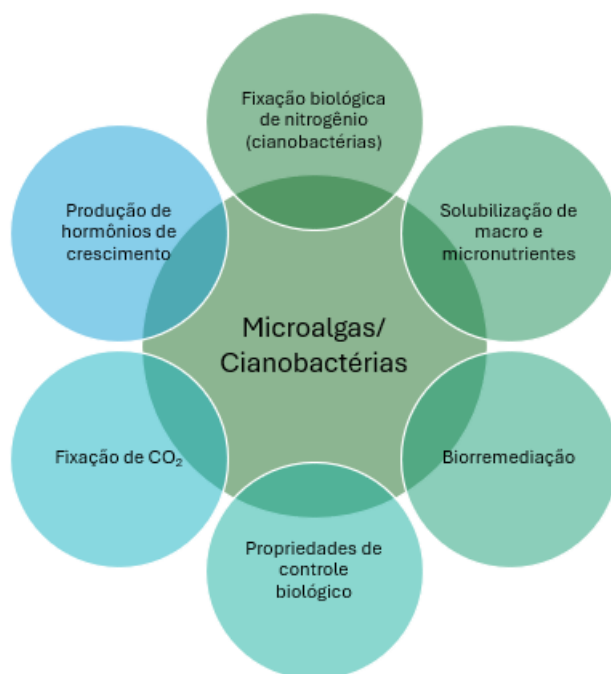 Fixação biológica
de nitrogênio
(cianobactérias)
Solubilização de
macro e
micronutrientes
Biorremediação
Propriedades de
controle
biológico
Fixação de CO₂
Produção de
hormônios de
crescimento
Microalgas/
Cianobactérias